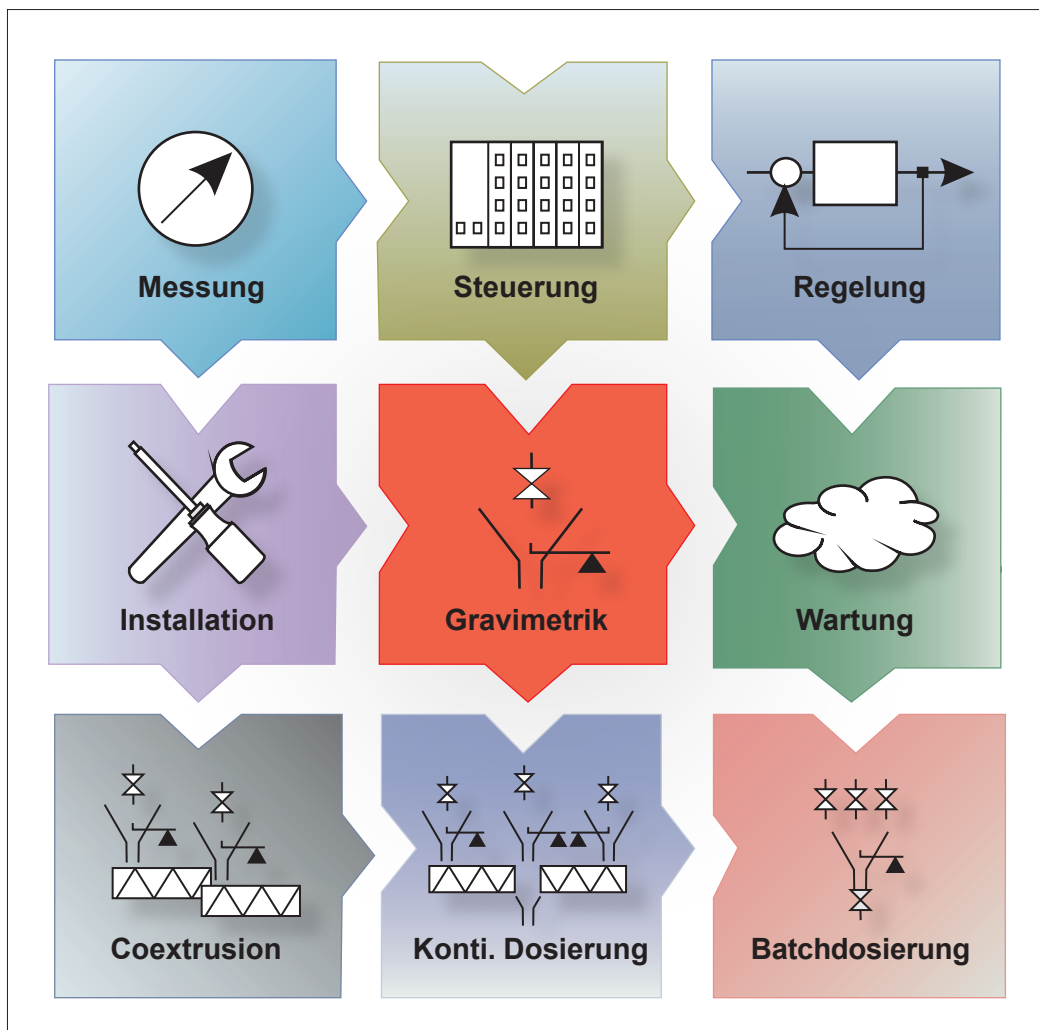 Messung
Steuerung
Regelung
Installation
Gravimetrik
Wartung
Coextrusion
Konti. Dosierung
Batchdosierung